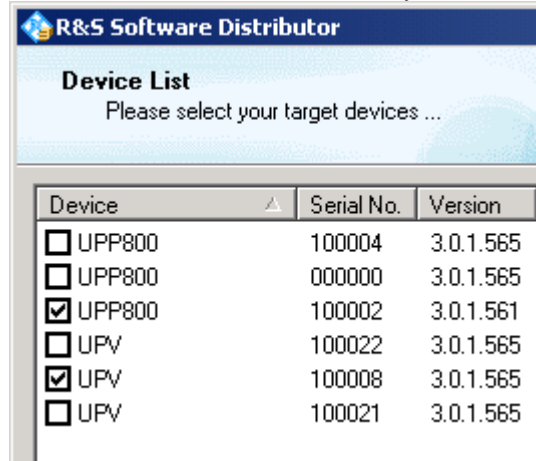 R&S Software Distributor
Device List
Please select your target devices ...
Device Serial No. Version
UPP800 100004 3.0.1.565
UPP800 000000 3.0.1.565
UPP800 100002 3.0.1.561
UPV 100022 3.0.1.565
UPV 100008 3.0.1.565
UPV 100021 3.0.1.565